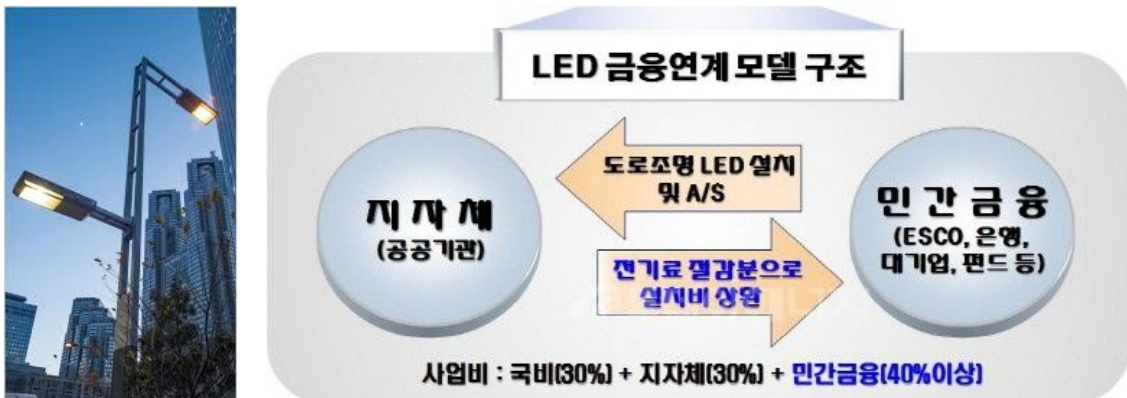 LED 금융연계 모델 구조
지자체
(공공기관)
도로조명 LED 설치
및 A/S
전기료 절감분으로
설치비 상환
민간금융
(ESCO, 은행,
대기업, 펀드 등)
사업비 : 국비(30%) + 지자체(30%) + 민간금융(40%이상)